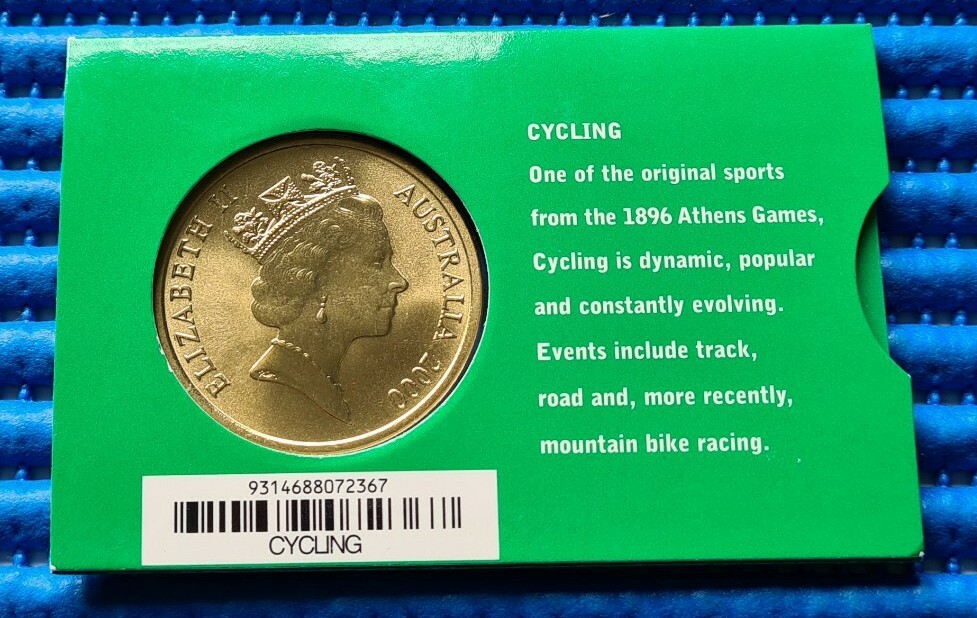 ELIZABETH II
AUSTRALIA 2000
CYCLING
One of the original sports
from the 1896 Athens Games,
Cycling is dynamic, popular
and constantly evolving.
Events include track,
road and, more recently,
mountain bike racing.
9314688072367
CYCLING